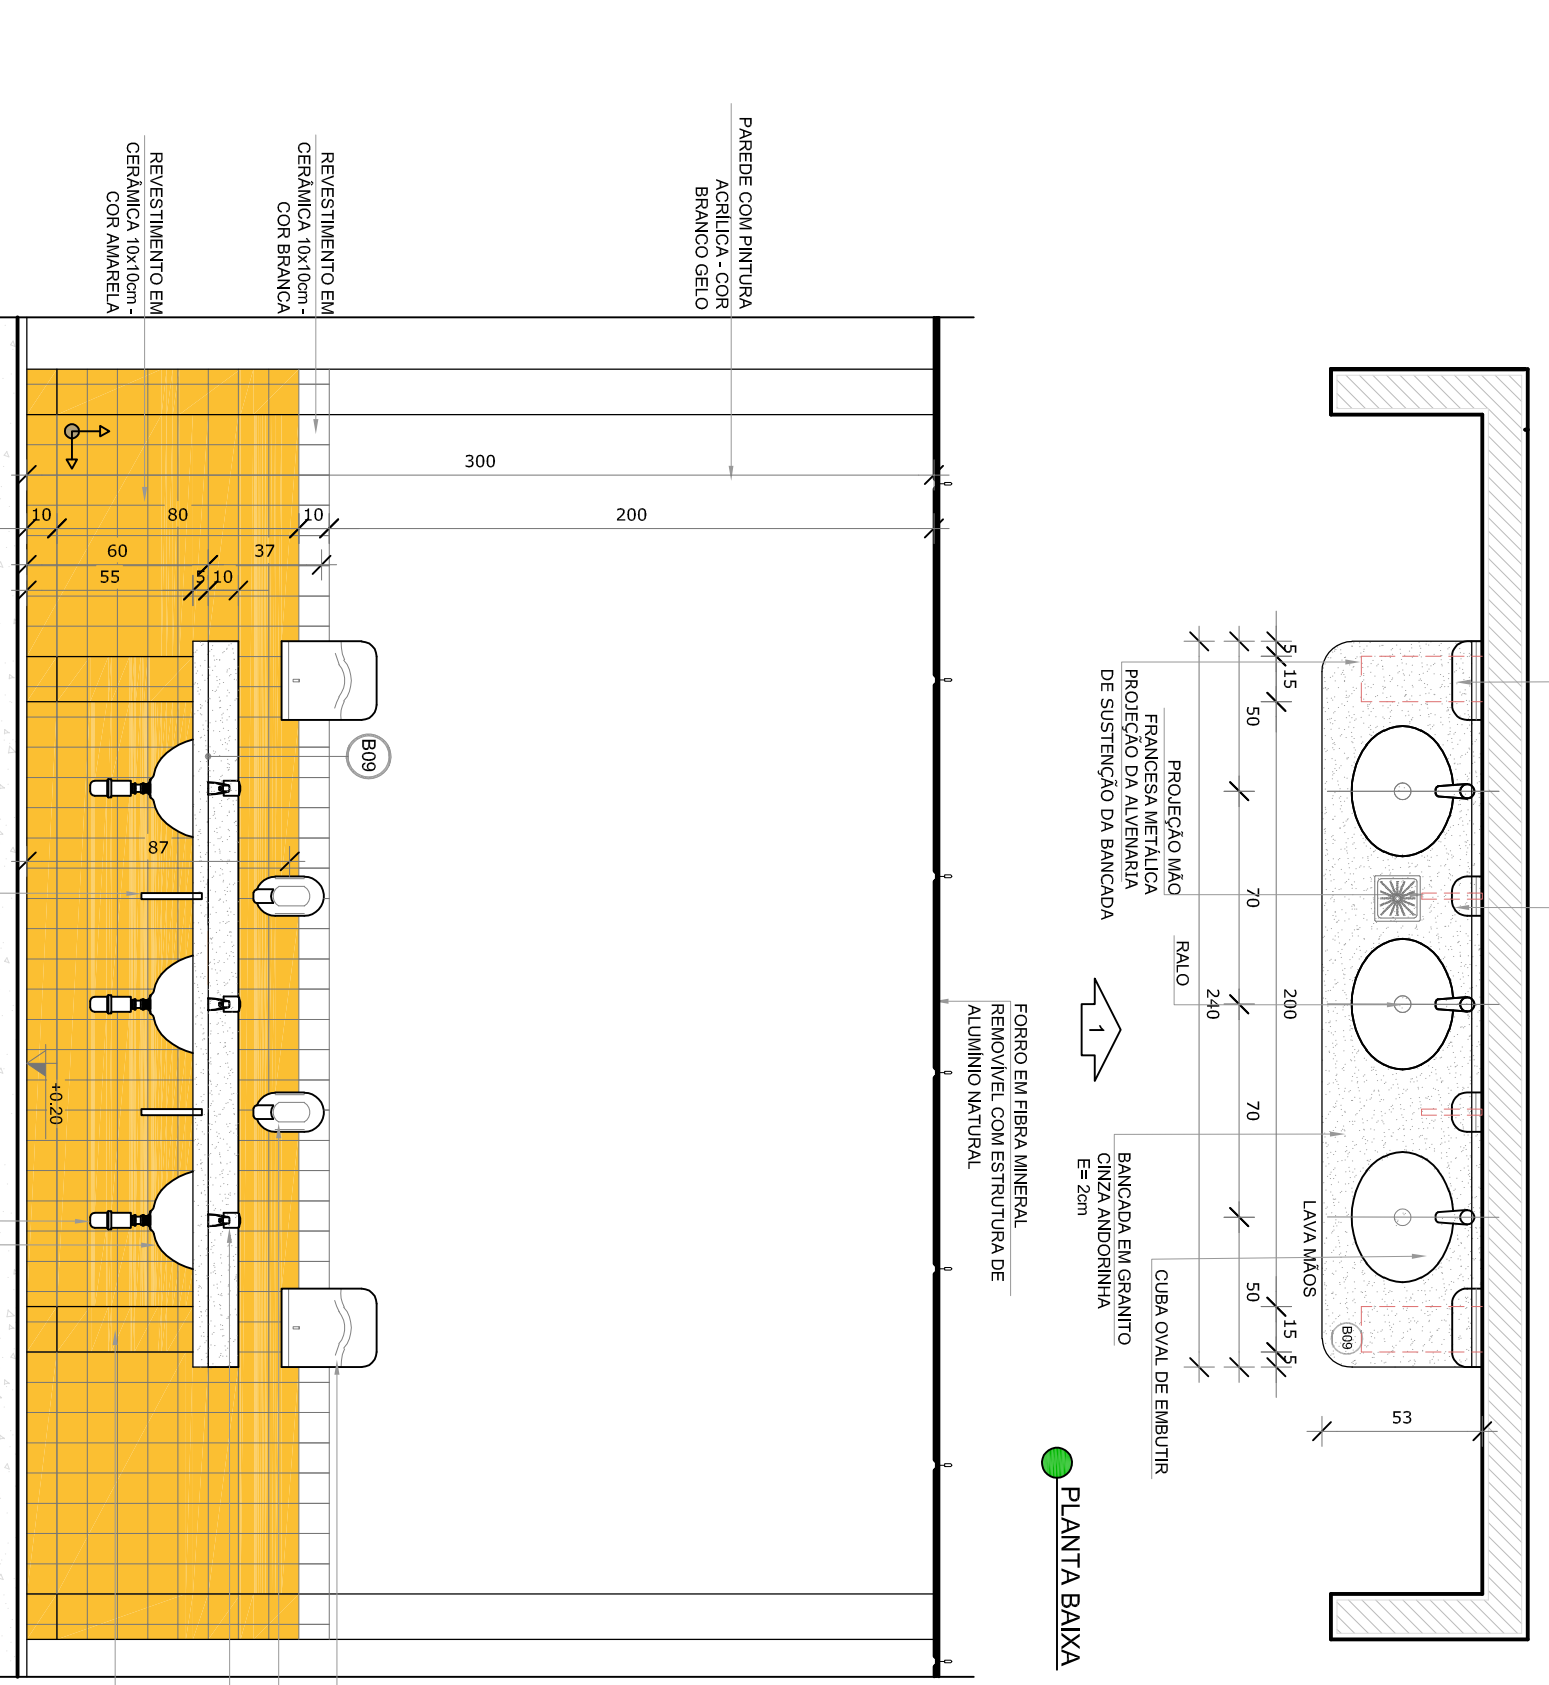 PAREDE COM PINTURA
ACRÍLICA - COR
BRANCO GELO
REVESTIMENTO EM
CERÂMICA 10x10cm -
COR BRANCA
REVESTIMENTO EM
CERÂMICA 10x10cm -
COR AMARELA
300
10
80
10
200
60
37
55
5
10
B09
87
+0.20
FORRO EM FIBRA MINERAL
REMOVÍVEL COM ESTRUTURA DE
ALUMÍNIO NATURAL
5
15
50
PROJEÇÃO DA ALVENARIA
DE SUSTENÇÃO DA BANCADA
PROJEÇÃO MÃO
FRANCESA METÁLICA
70
RALO
200
240
1
70
BANCADA EM GRANITO
CINZA ANDORINHA
E= 2cm
LAVA MÃOS
CUBA OVAL DE EMBUTIR
50
15
5
B09
53
PLANTA BAIXA